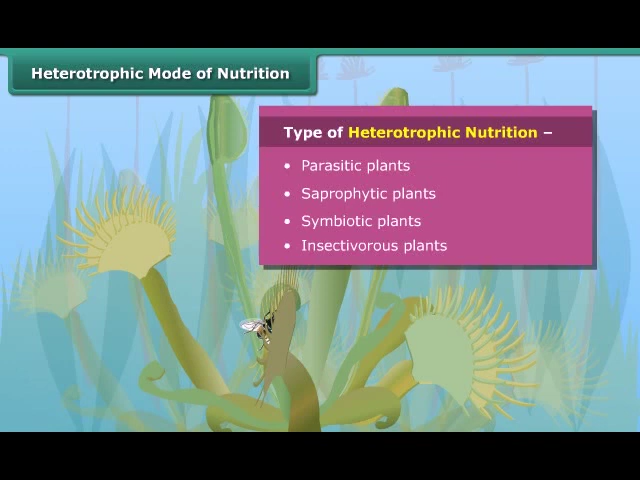 Heterotrophic Mode of Nutrition
Type of Heterotrophic Nutrition –
• Parasitic plants
• Saprophytic plants
• Symbiotic plants
• Insectivorous plants